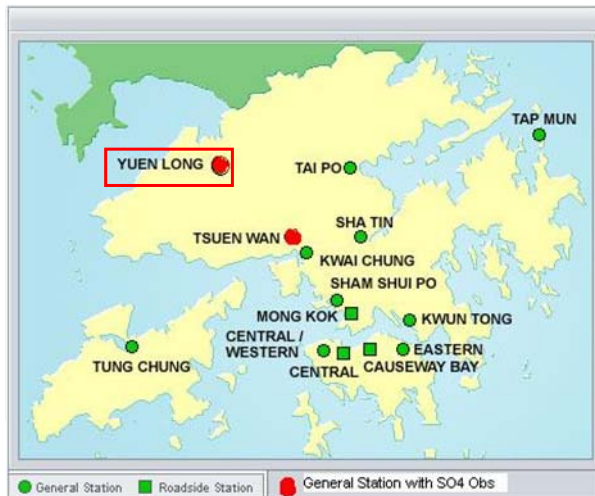 TAP MUN
YUEN LONG
TAI PO
SHA TIN
TSUEN WAN
KWAI CHUNG
SHAM SHUI PO
MONG KOK
KWUN TONG
CENTRAL /
WESTERN
EASTERN
TUNG CHUNG
CENTRAL
CAUSEWAY BAY
General Station
Roadside Station
General Station with SO4 Obs